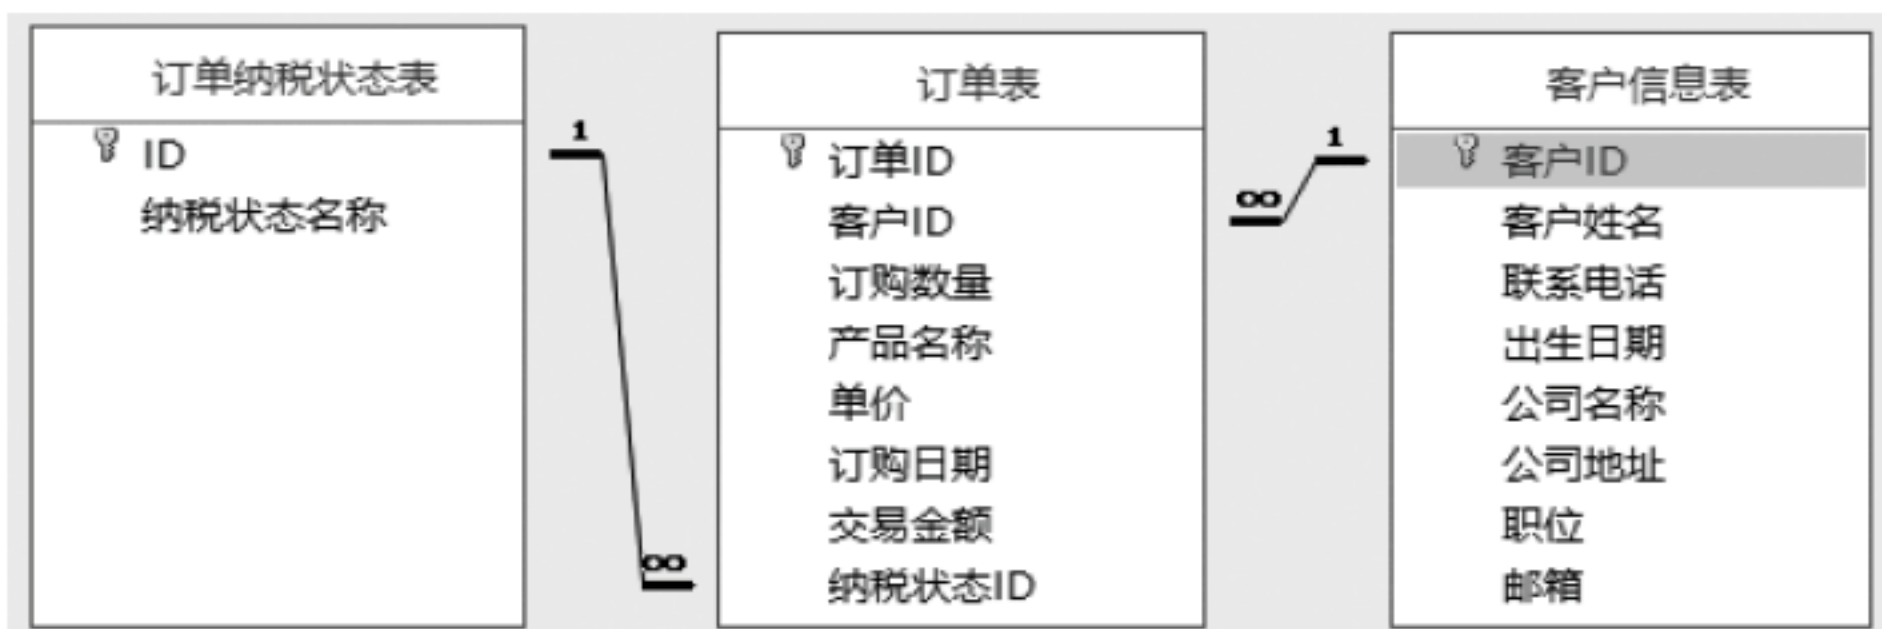 订单纳税状态表
ID
纳税状态名称
1
∞
订单表
订单ID
客户ID
订购数量
产品名称
单价
订购日期
交易金额
纳税状态ID
1
∞
客户信息表
客户ID
客户姓名
联系电话
出生日期
公司名称
公司地址
职位
邮箱